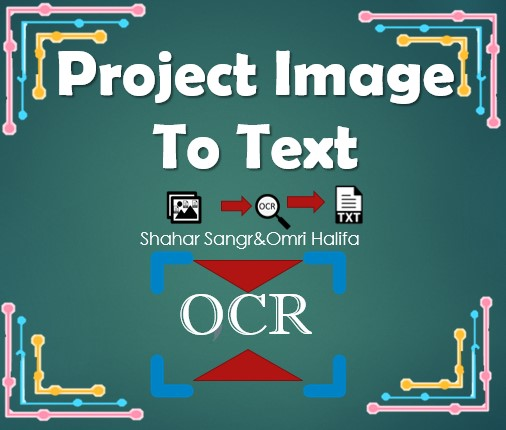 Project Image
To Text
OCR
TXT
Shahar Sangr&Omri Halifa
OCR